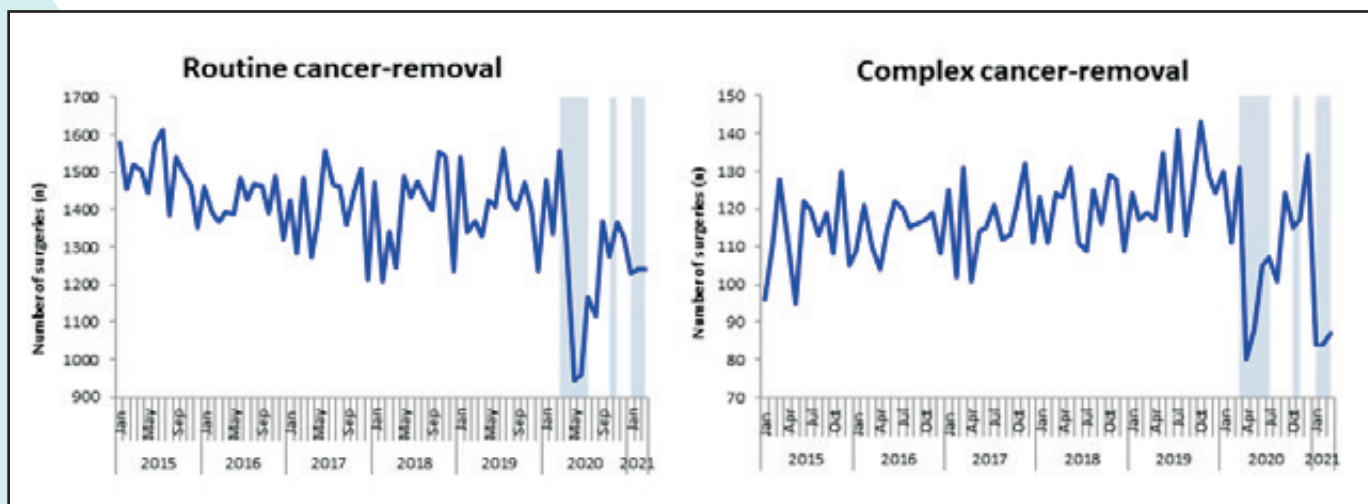 Routine cancer-removal
Number of surgeries (n)
1700
1600
1500
1400
1300
1200
1100
1000
900
Jan May Sep Jan May Sep Jan May Sep Jan May Sep Jan May Sep Jan May Sep Jan
2015 2016 2017 2018 2019 2020 2021
Complex cancer-removal
Number of surgeries (n)
150
140
130
120
110
100
90
80
70
Jan Apr Jul Oct Jan Apr Jul Oct Jan Apr Jul Oct Jan Apr Jul Oct Jan Apr Jul Oct Jan Apr Jul Oct Jan
2015 2016 2017 2018 2019 2020 2021